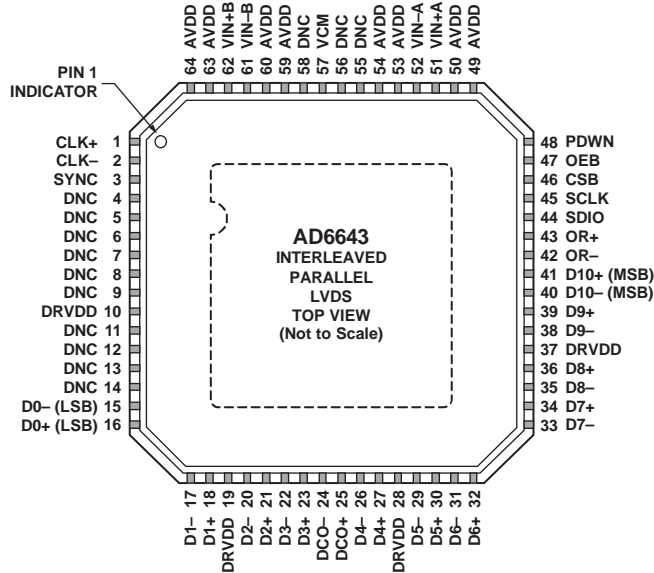 64 AVDD
63 AVDD
62 VIN+B
61 VIN–B
60 AVDD
59 AVDD
58 DNC
57 VCM
56 DNC
55 DNC
54 AVDD
53 AVDD
52 VIN–A
51 VIN+A
50 AVDD
49 AVDD
PIN 1
INDICATOR
CLK+ 1
CLK– 2
SYNC 3
DNC 4
DNC 5
DNC 6
DNC 7
DNC 8
DNC 9
DRVDD 10
DNC 11
DNC 12
DNC 13
DNC 14
D0– (LSB) 15
D0+ (LSB) 16
AD6643
INTERLEAVED
PARALLEL
LVDS
TOP VIEW
(Not to Scale)
48 PDWN
47 OEB
46 CSB
45 SCLK
44 SDIO
43 OR+
42 OR–
41 D10+ (MSB)
40 D10– (MSB)
39 D9+
38 D9–
37 DRVDD
36 D8+
35 D8–
34 D7+
33 D7–
D1– 17
D1+ 18
DRVDD 19
D2– 20
D2+ 21
D3– 22
D3+ 23
DCO– 24
DCO+ 25
D4– 26
D4+ 27
DRVDD 28
D5– 29
D5+ 30
D6– 31
D6+ 32